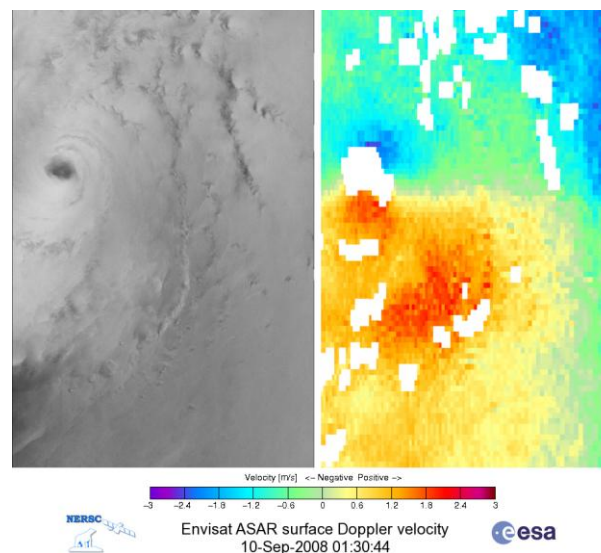 Velocity [m/s] <- Negative Positive ->
-3 -2.4 -1.8 -1.2 -0.6 0 0.6 1.2 1.8 2.4 3
NERSC
Envisat ASAR surface Doppler velocity
10-Sep-2008 01:30:44
esa